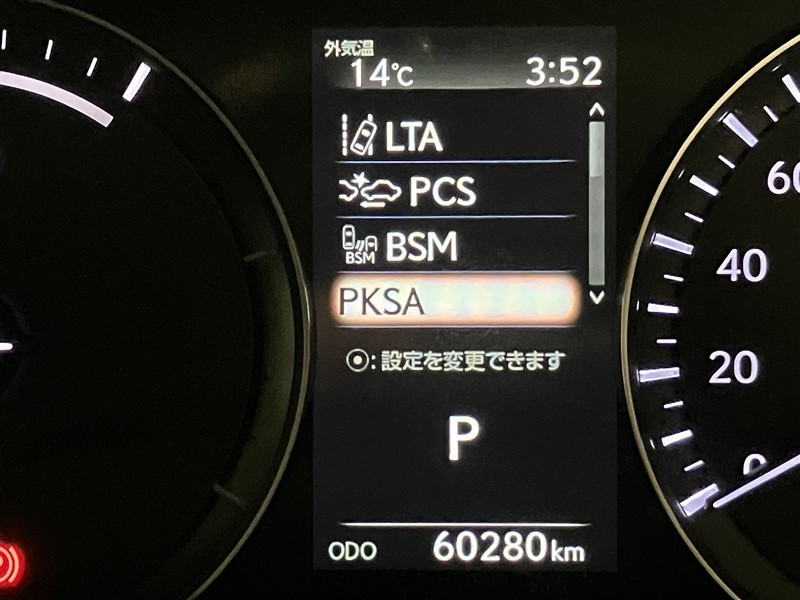 外気温
14℃ 3:52
LTA
PCS
BSM BSM
PKSA
⦿:設定を変更できます
P
ODO 60280km
60
40
20
0